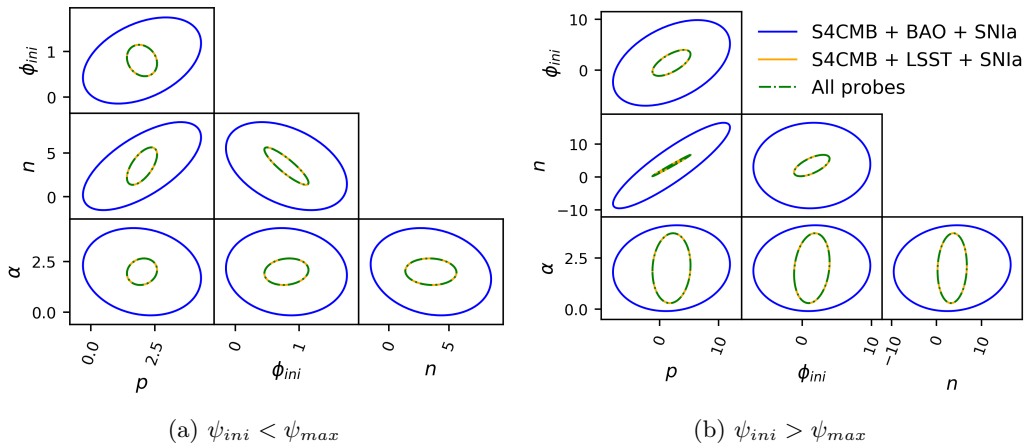 1
0
ϕ_ini
5
0
n
2.5
0.0
α
0.0
2.5
p
0
1
ϕ_ini
0
5
n
(a) ψ_ini < ψ_max
10
0
ϕ_ini
10
0
−10
n
2.5
0.0
α
0
10
p
0
10
ϕ_ini
−10
0
10
n
S4CMB + BAO + SNIa
S4CMB + LSST + SNIa
All probes
(b) ψ_ini > ψ_max